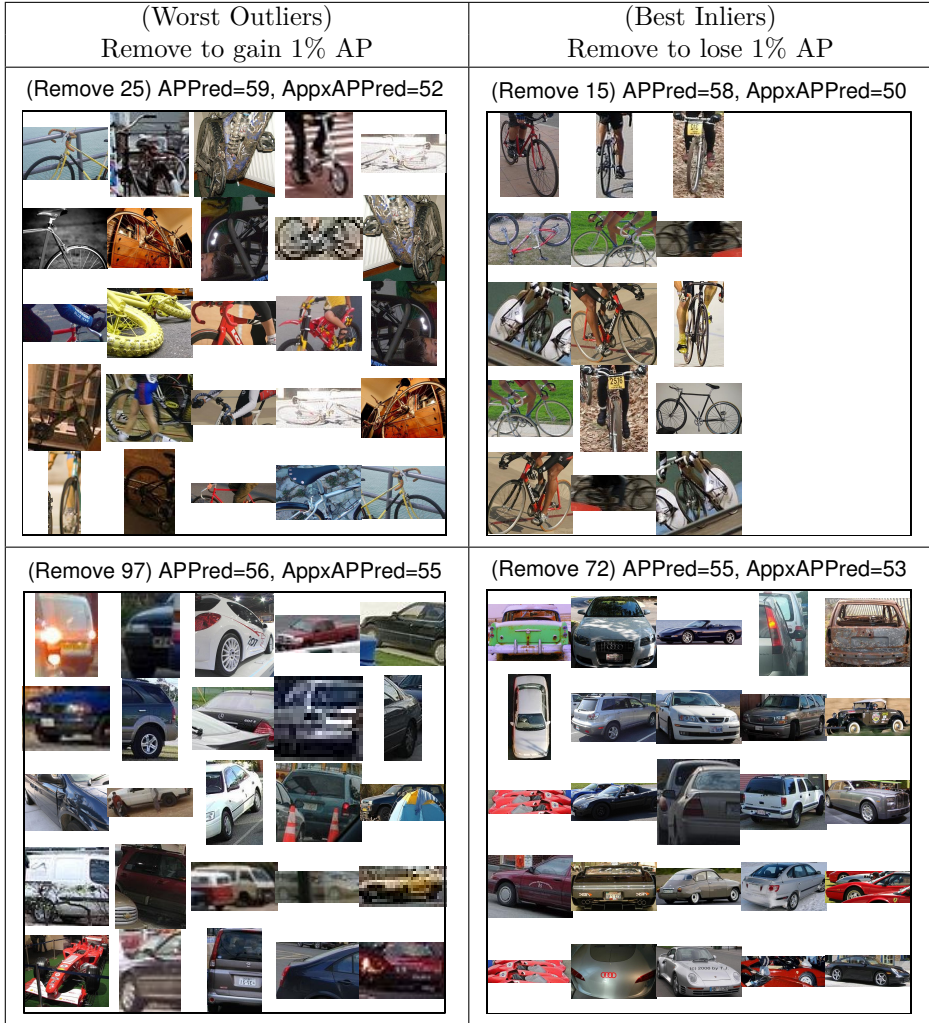 (Worst Outliers)
Remove to gain 1% AP
(Best Inliers)
Remove to lose 1% AP
(Remove 25) APPred=59, AppxAPPred=52
(Remove 15) APPred=58, AppxAPPred=50
(Remove 97) APPred=56, AppxAPPred=55
(Remove 72) APPred=55, AppxAPPred=53